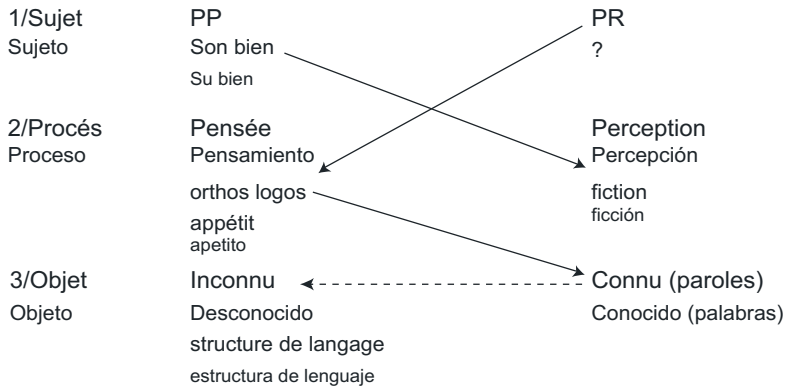 1/Sujet PP PR
Sujeto Son bien ?
Su bien
2/Procés Pensée Perception
Proceso Pensamiento Percepción
orthos logos fiction
appétit ficción
apetito
3/Objet Inconnu Connu (paroles)
Objeto Desconocido Conocido (palabras)
structure de langage
estructura de lenguaje